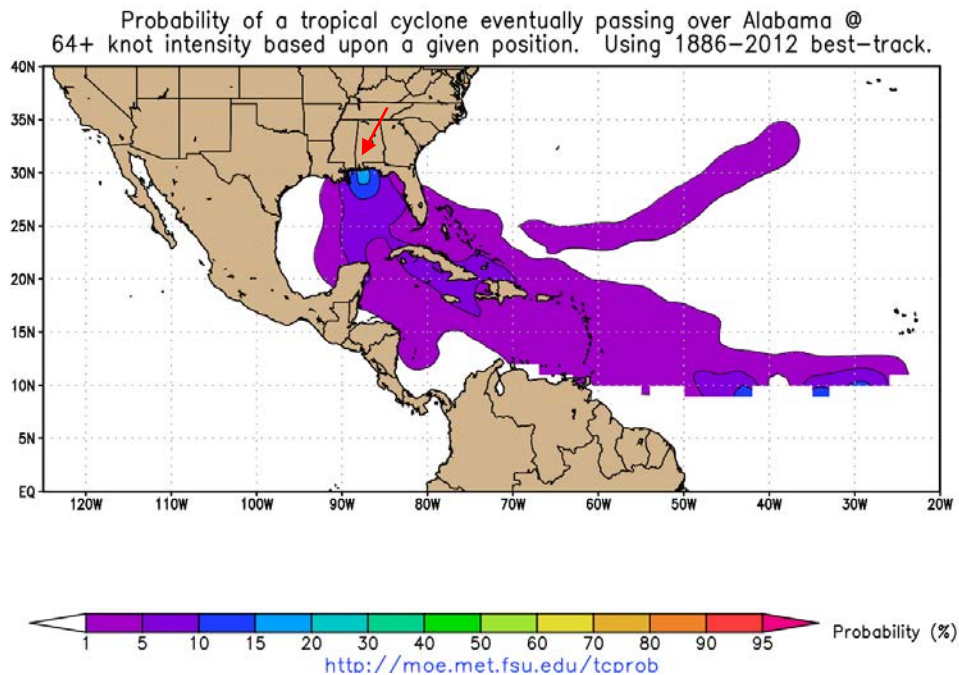 Probability of a tropical cyclone eventually passing over Alabama @
64+ knot intensity based upon a given position. Using 1886-2012 best-track.
40N
35N
30N
25N
20N
15N
10N
5N
EQ
120W 110W 100W 90W 80W 70W 60W 50W 40W 30W 20W
1 5 10 15 20 30 40 50 60 70 80 90 95 Probability (%)
http://moe.met.fsu.edu/tcprob